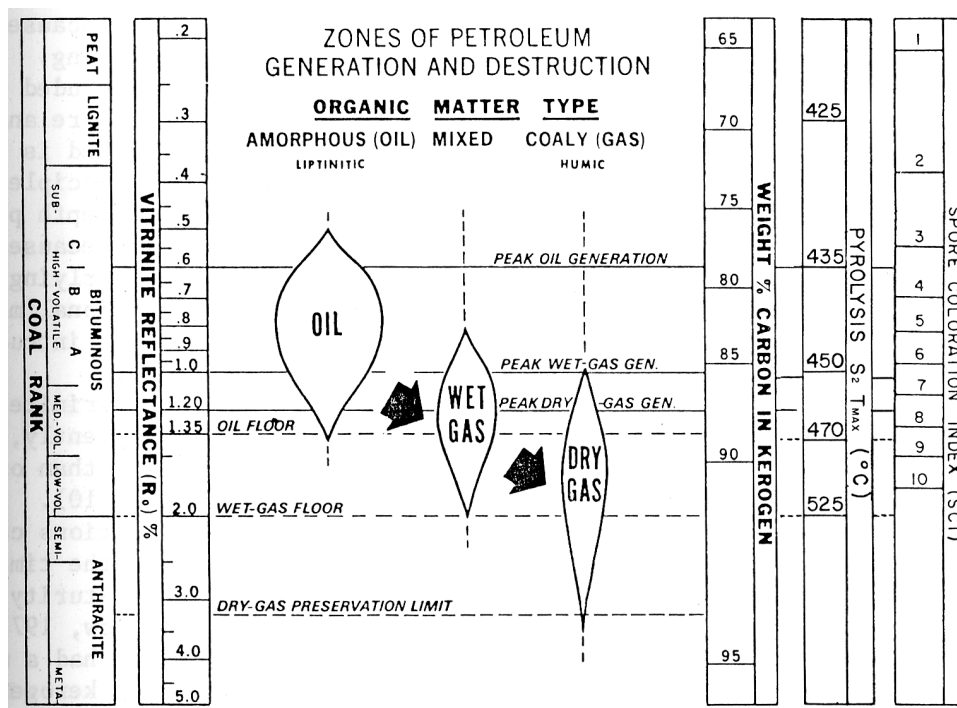 ZONES OF PETROLEUM
GENERATION AND DESTRUCTION
ORGANIC MATTER TYPE
AMORPHOUS (OIL) MIXED COALY (GAS)
LIPTINITIC HUMIC
COAL RANK
PEAT
LIGNITE
SUB-
C
B
A
HIGH-VOLATILE
MED-VOL
LOW-VOL
BITUMINOUS
SEMI-
ANTHRACITE
META
VITRINITE REFLECTANCE (Ro) %
.2
.3
.4
.5
.6
.7
.8
.9
1.0
1.20
1.35
2.0
3.0
4.0
5.0
PEAK OIL GENERATION
OIL
PEAK WET-GAS GEN.
WET
GAS
PEAK DRY-GAS GEN.
OIL FLOOR
DRY
GAS
WET-GAS FLOOR
DRY-GAS PRESERVATION LIMIT
65
70
75
80
85
90
95
WEIGHT % CARBON IN KEROGEN
425
435
450
470
525
PYROLYSIS S2 TMAX (°C)
1
2
3
4
5
6
7
8
9
10
SPORE COLORATION INDEX (SCI)